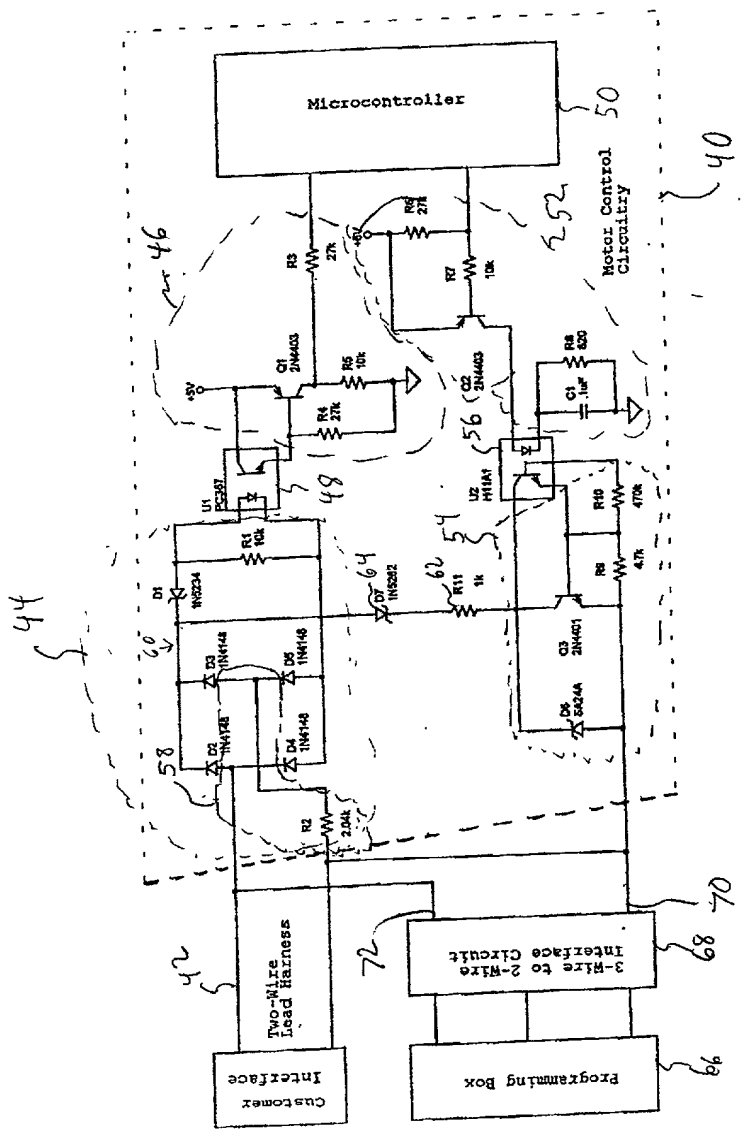 44
46
40
Microcontroller
50
R3
27k
+5V
R6
27k
252
Motor Control
Circuitry
R7
10k
+5V
Q1
2N4403
R5
10k
R4
27k
Q2
2N4403
R8
620
C1
.1uF
U1
PC367
48
56
U2
H11A1
54
R10
470k
R9
4.7k
D1
1N5234
R1
10k
64
D7
1N5262
62
R11
1k
Q3
2N4401
60
D3
1N4148
D5
1N4148
58
D2
1N4148
D4
1N4148
D6
SA24A
R2
2.04k
42
Two-Wire
Lead Harness
72
70
3-Wire to 2-Wire
Interface Circuit
68
Customer
Interface
Programming Box
66